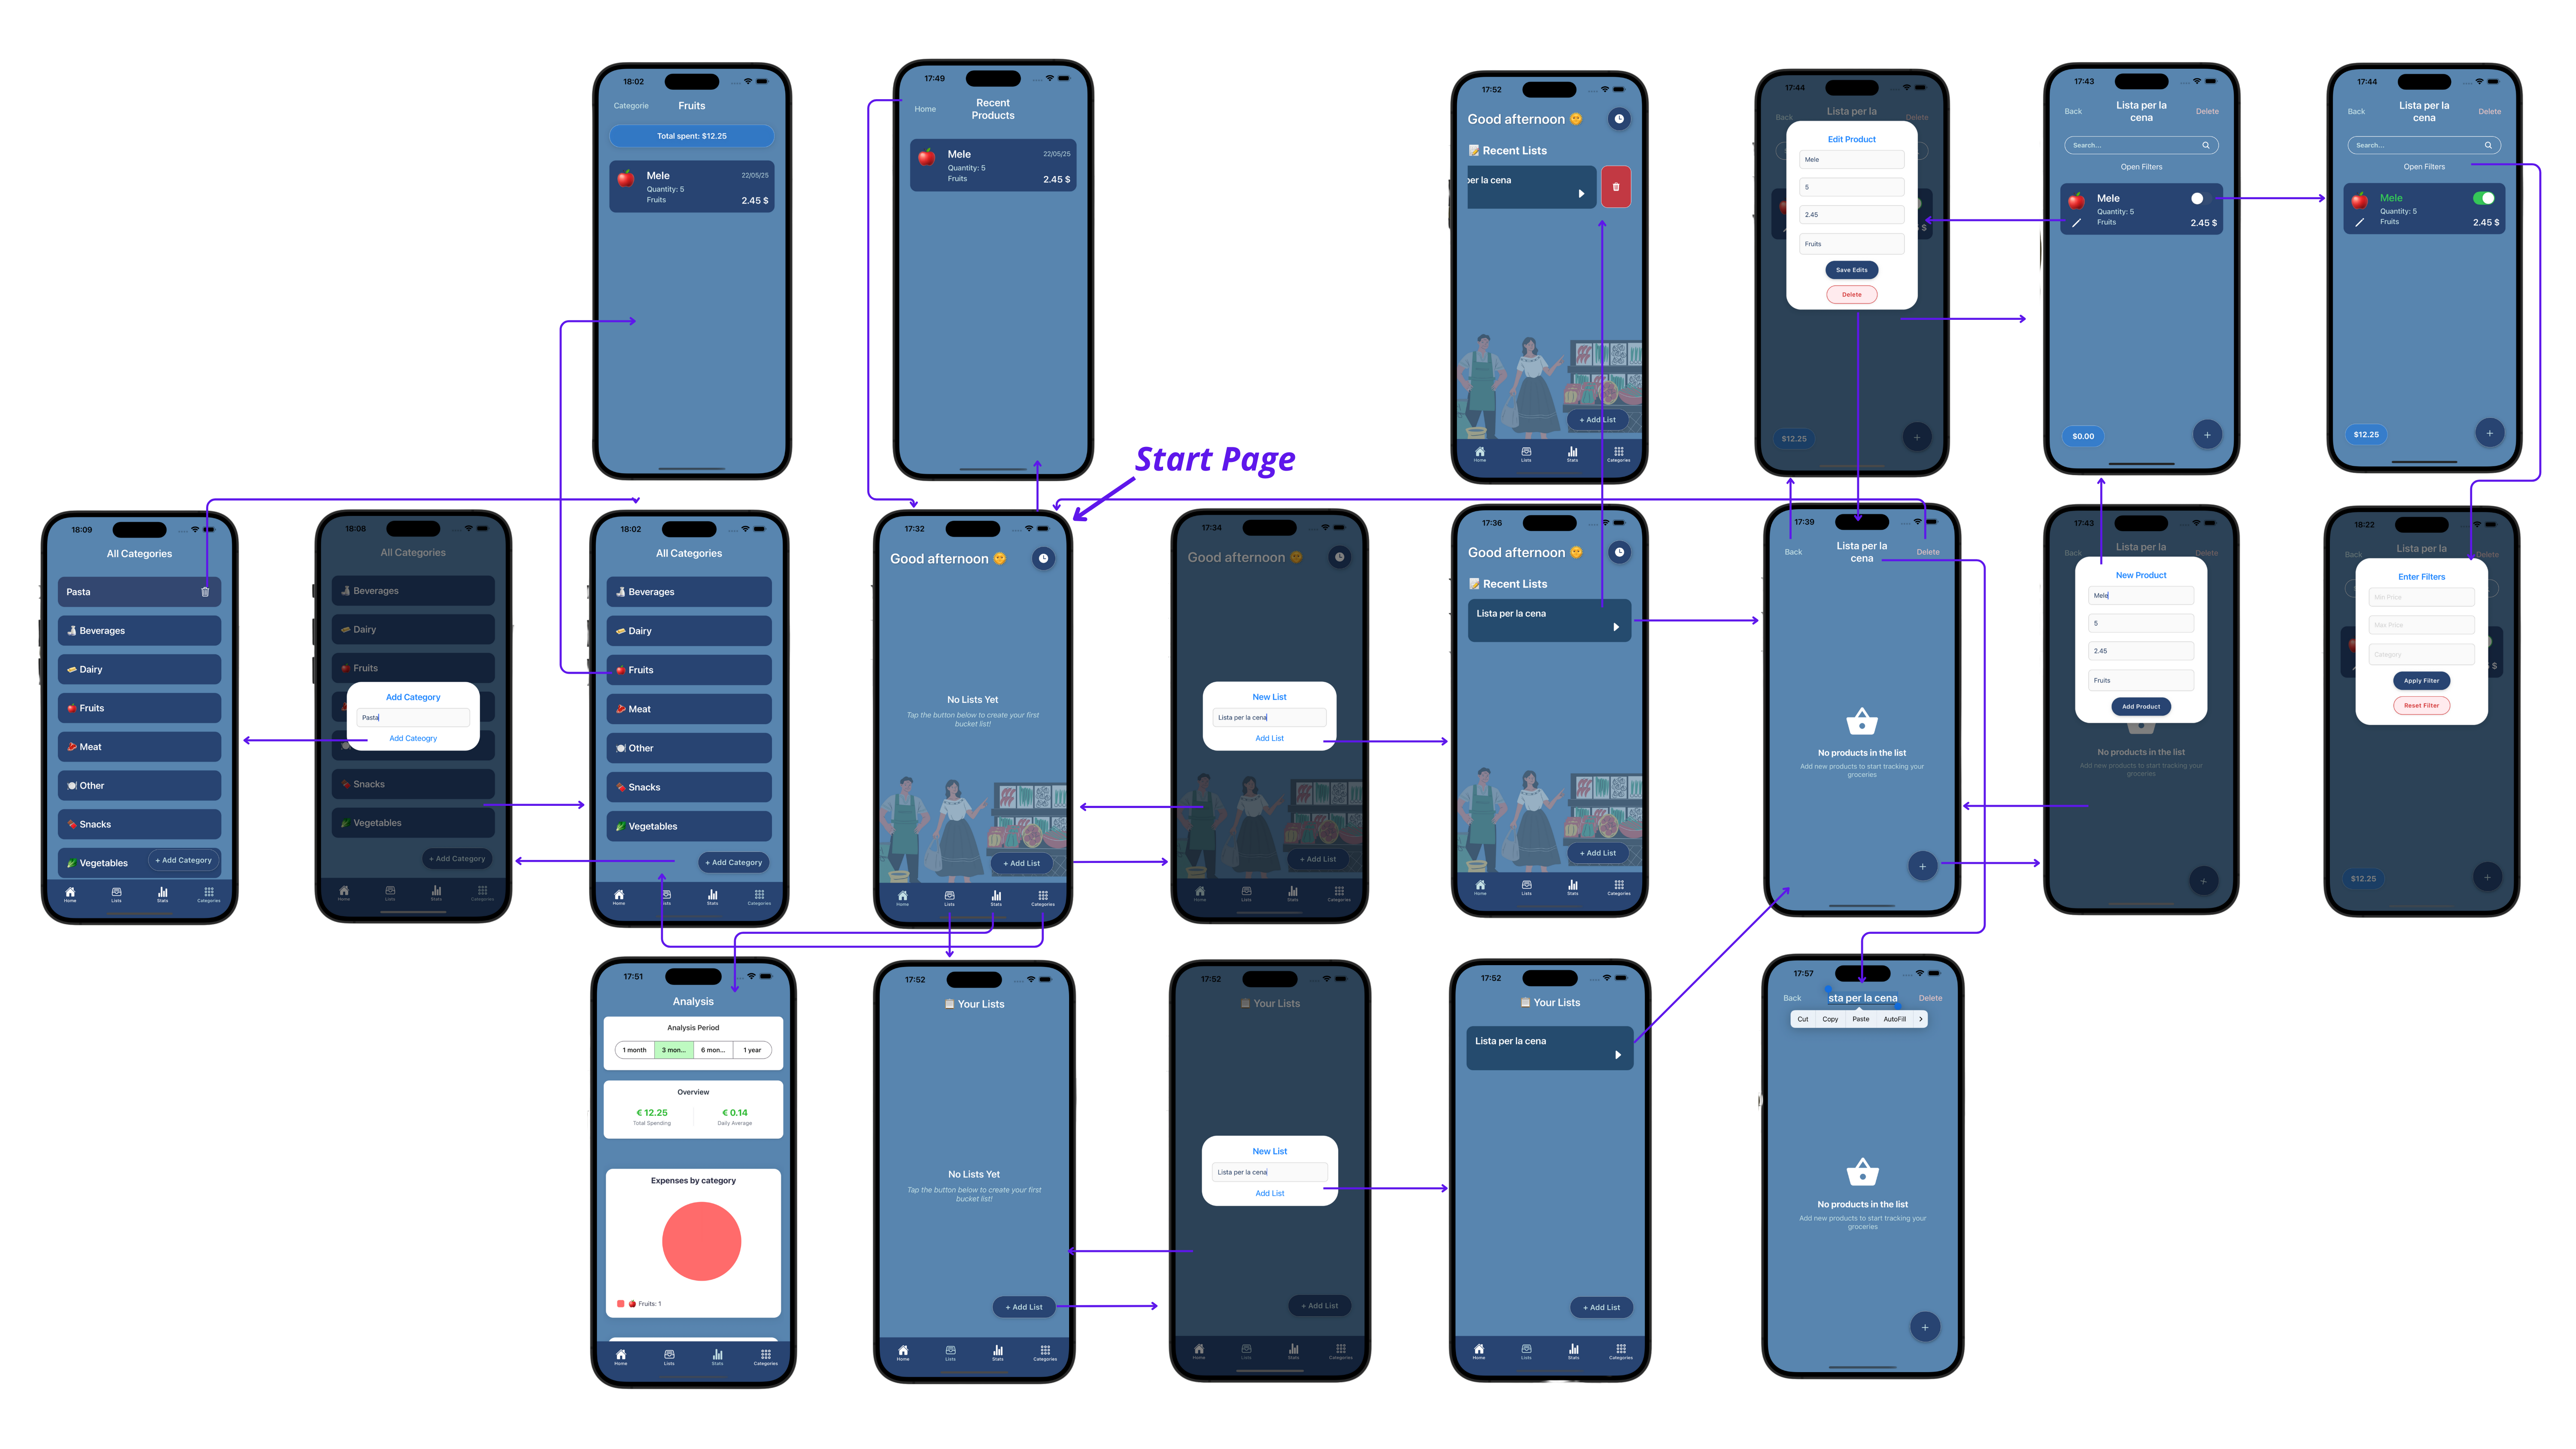 18:02
Categorie
Fruits
Total spent: $12.25
Mele
22/05/25
Quantity: 5
Fruits
2.45 $
17:49
Home
Recent
Products
Mele
22/05/25
Quantity: 5
Fruits
2.45 $
17:52
Good afternoon 🌞
📝 Recent Lists
per la cena
+ Add List
Home
Lists
Stats
Categories
17:44
Lista per la
Back
Delete
Edit Product
Mele
5
2.45
Fruits
Save Edits
Delete
$
$12.25
+
17:43
Back
Lista per la
cena
Delete
Search...
Open Filters
Mele
Quantity: 5
Fruits
2.45 $
$0.00
+
17:44
Back
Lista per la
cena
Delete
Search...
Open Filters
Mele
Quantity: 5
Fruits
2.45 $
$12.25
+
Start Page
18:09
All Categories
Pasta
Beverages
Dairy
Fruits
Meat
Other
Snacks
Vegetables
+ Add Category
Home
Lists
Stats
Categories
18:08
All Categories
Beverages
Dairy
Fruits
Add Category
Pasta
Add Cateogry
Snacks
Vegetables
+ Add Category
Home
Lists
Stats
Categories
18:02
All Categories
Beverages
Dairy
Fruits
Meat
Other
Snacks
Vegetables
+ Add Category
Home
Lists
Stats
Categories
17:32
Good afternoon 🌞
No Lists Yet
Tap the button below to create your first
bucket list!
+ Add List
Home
Lists
Stats
Categories
17:34
Good afternoon 🌞
New List
Lista per la cena
Add List
+ Add List
Home
Lists
Stats
Categories
17:36
Good afternoon 🌞
📝 Recent Lists
Lista per la cena
+ Add List
Home
Lists
Stats
Categories
17:39
Back
Lista per la
cena
Delete
No products in the list
Add new products to start tracking your
groceries
+
17:43
Back
Lista per la
Delete
New Product
Mele
5
2.45
Fruits
Add Product
No products in the list
Add new products to start tracking your
groceries
+
18:22
Back
Lista per la
Delete
Enter Filters
Min Price
Max Price
Category
Apply Filter
Reset Filter
$
$12.25
+
17:51
Analysis
Analysis Period
1 month
3 mon...
6 mon...
1 year
Overview
€ 12.25
Total Spending
€ 0.14
Daily Average
Expenses by category
Fruits: 1
Home
Lists
Stats
Categories
17:52
📋 Your Lists
No Lists Yet
Tap the button below to create your first
bucket list!
+ Add List
Home
Lists
Stats
Categories
17:52
📋 Your Lists
New List
Lista per la cena
Add List
+ Add List
Home
Lists
Stats
Categories
17:52
📋 Your Lists
Lista per la cena
+ Add List
Home
Lists
Stats
Categories
17:57
Back
sta per la cena
Delete
Cut
Copy
Paste
AutoFill
No products in the list
Add new products to start tracking your
groceries
+